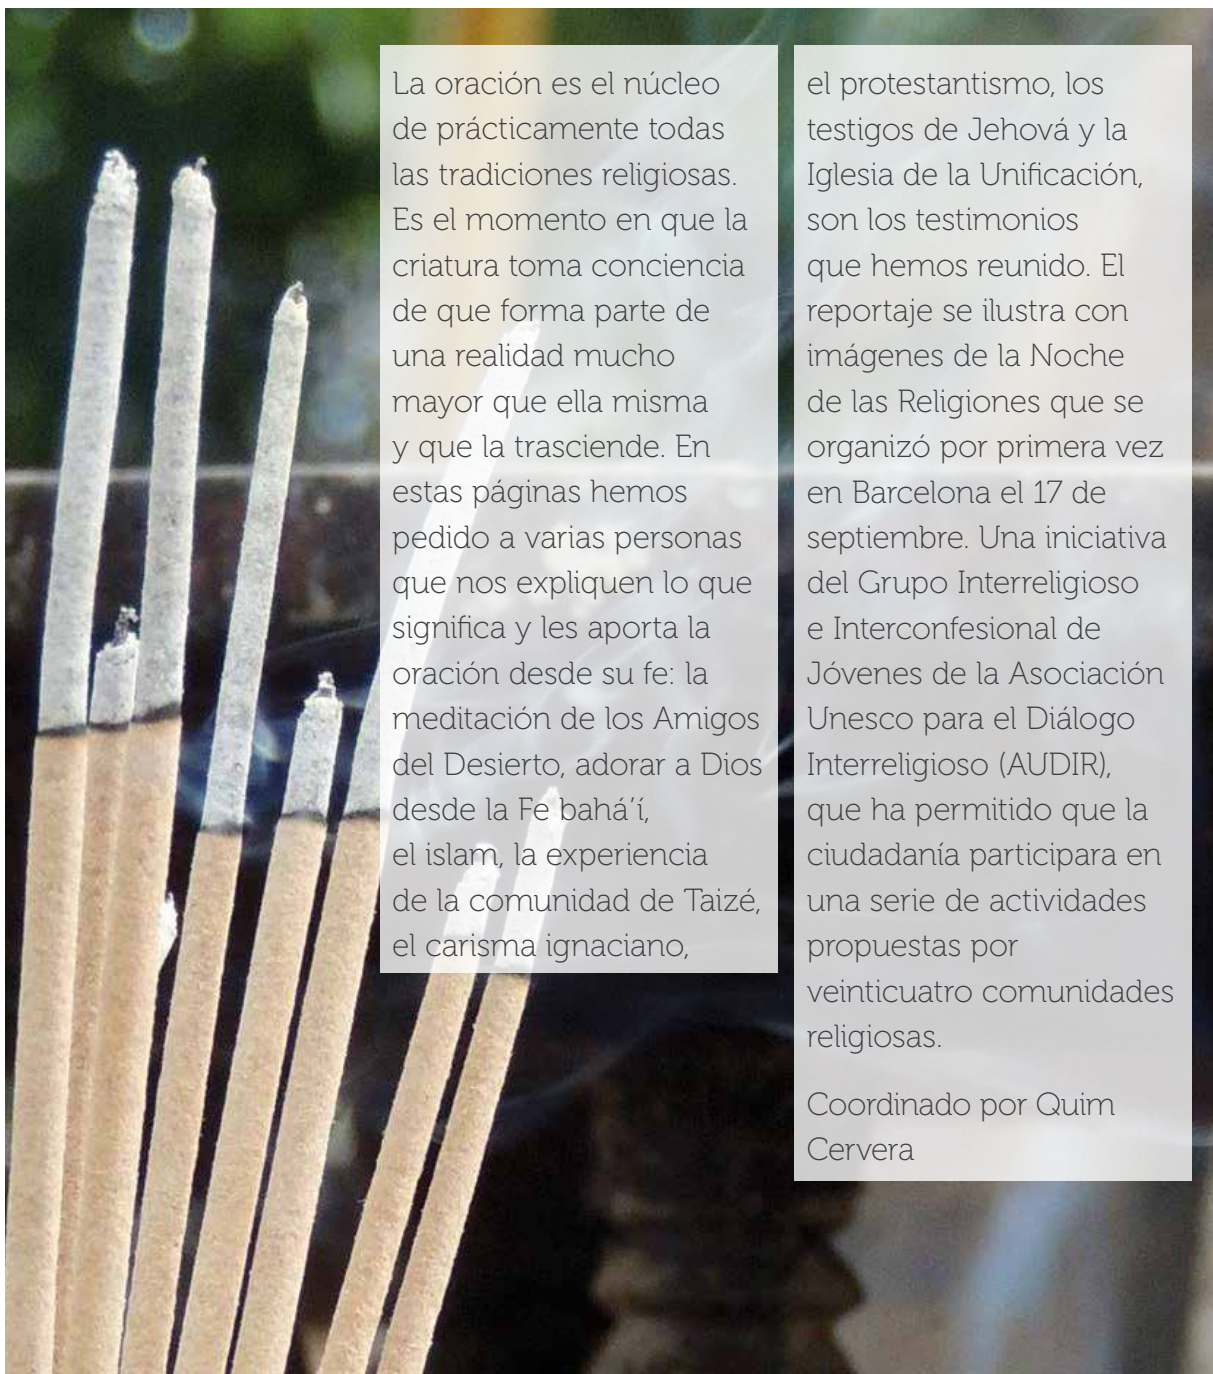 La oración es el núcleo
de prácticamente todas
las tradiciones religiosas.
Es el momento en que la
criatura toma conciencia
de que forma parte de
una realidad mucho
mayor que ella misma
y que la trasciende. En
estas páginas hemos
pedido a varias personas
que nos expliquen lo que
significa y les aporta la
oración desde su fe: la
meditación de los Amigos
del Desierto, adorar a Dios
desde la Fe bahá’í,
el islam, la experiencia
de la comunidad de Taizé,
el carisma ignaciano,
el protestantismo, los
testigos de Jehová y la
Iglesia de la Unificación,
son los testimonios
que hemos reunido. El
reportaje se ilustra con
imágenes de la Noche
de las Religiones que se
organizó por primera vez
en Barcelona el 17 de
septiembre. Una iniciativa
del Grupo Interreligioso
e Interconfesional de
Jóvenes de la Asociación
Unesco para el Diálogo
Interreligioso (AUDIR),
que ha permitido que la
ciudadanía participara en
una serie de actividades
propuestas por
veinticuatro comunidades
religiosas.
Coordinado por Quim
Cervera